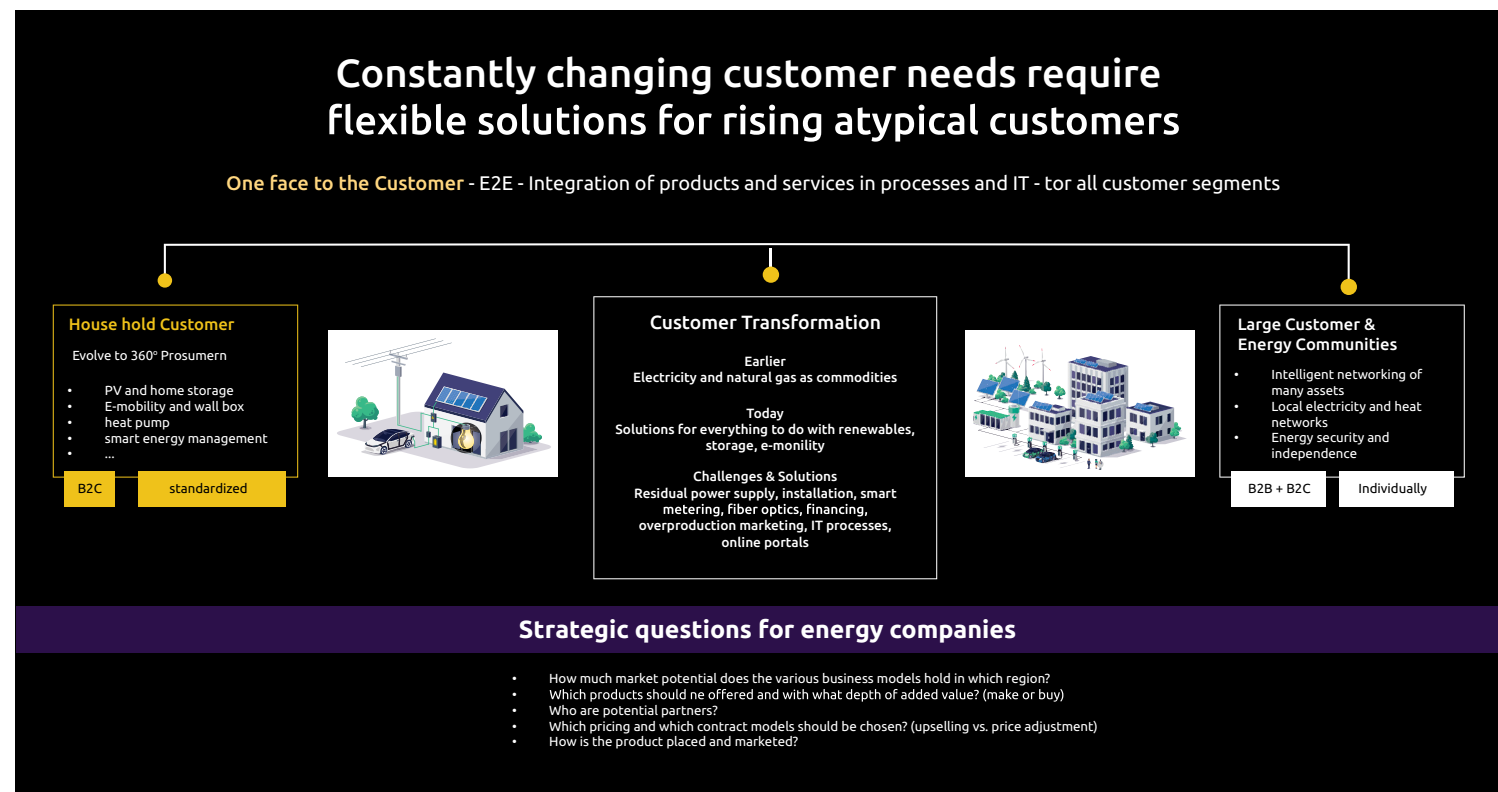 Constantly changing customer needs require
flexible solutions for rising atypical customers
One face to the Customer - E2E - Integration of products and services in processes and IT - tor all customer segments
House hold Customer
Evolve to 360° Prosumern
• PV and home storage
• E-mobility and wall box
• heat pump
• smart energy management
• ...
B2C
standardized
Customer Transformation
Earlier
Electricity and natural gas as commodities
Today
Solutions for everything to do with renewables,
storage, e-monility
Challenges & Solutions
Residual power supply, installation, smart
metering, fiber optics, financing,
overproduction marketing, IT processes,
online portals
Large Customer &
Energy Communities
• Intelligent networking of
many assets
• Local electricity and heat
networks
• Energy security and
independence
B2B + B2C
Individually
Strategic questions for energy companies
• How much market potential does the various business models hold in which region?
• Which products should ne offered and with what depth of added value? (make or buy)
• Who are potential partners?
• Which pricing and which contract models should be chosen? (upselling vs. price adjustment)
• How is the product placed and marketed?